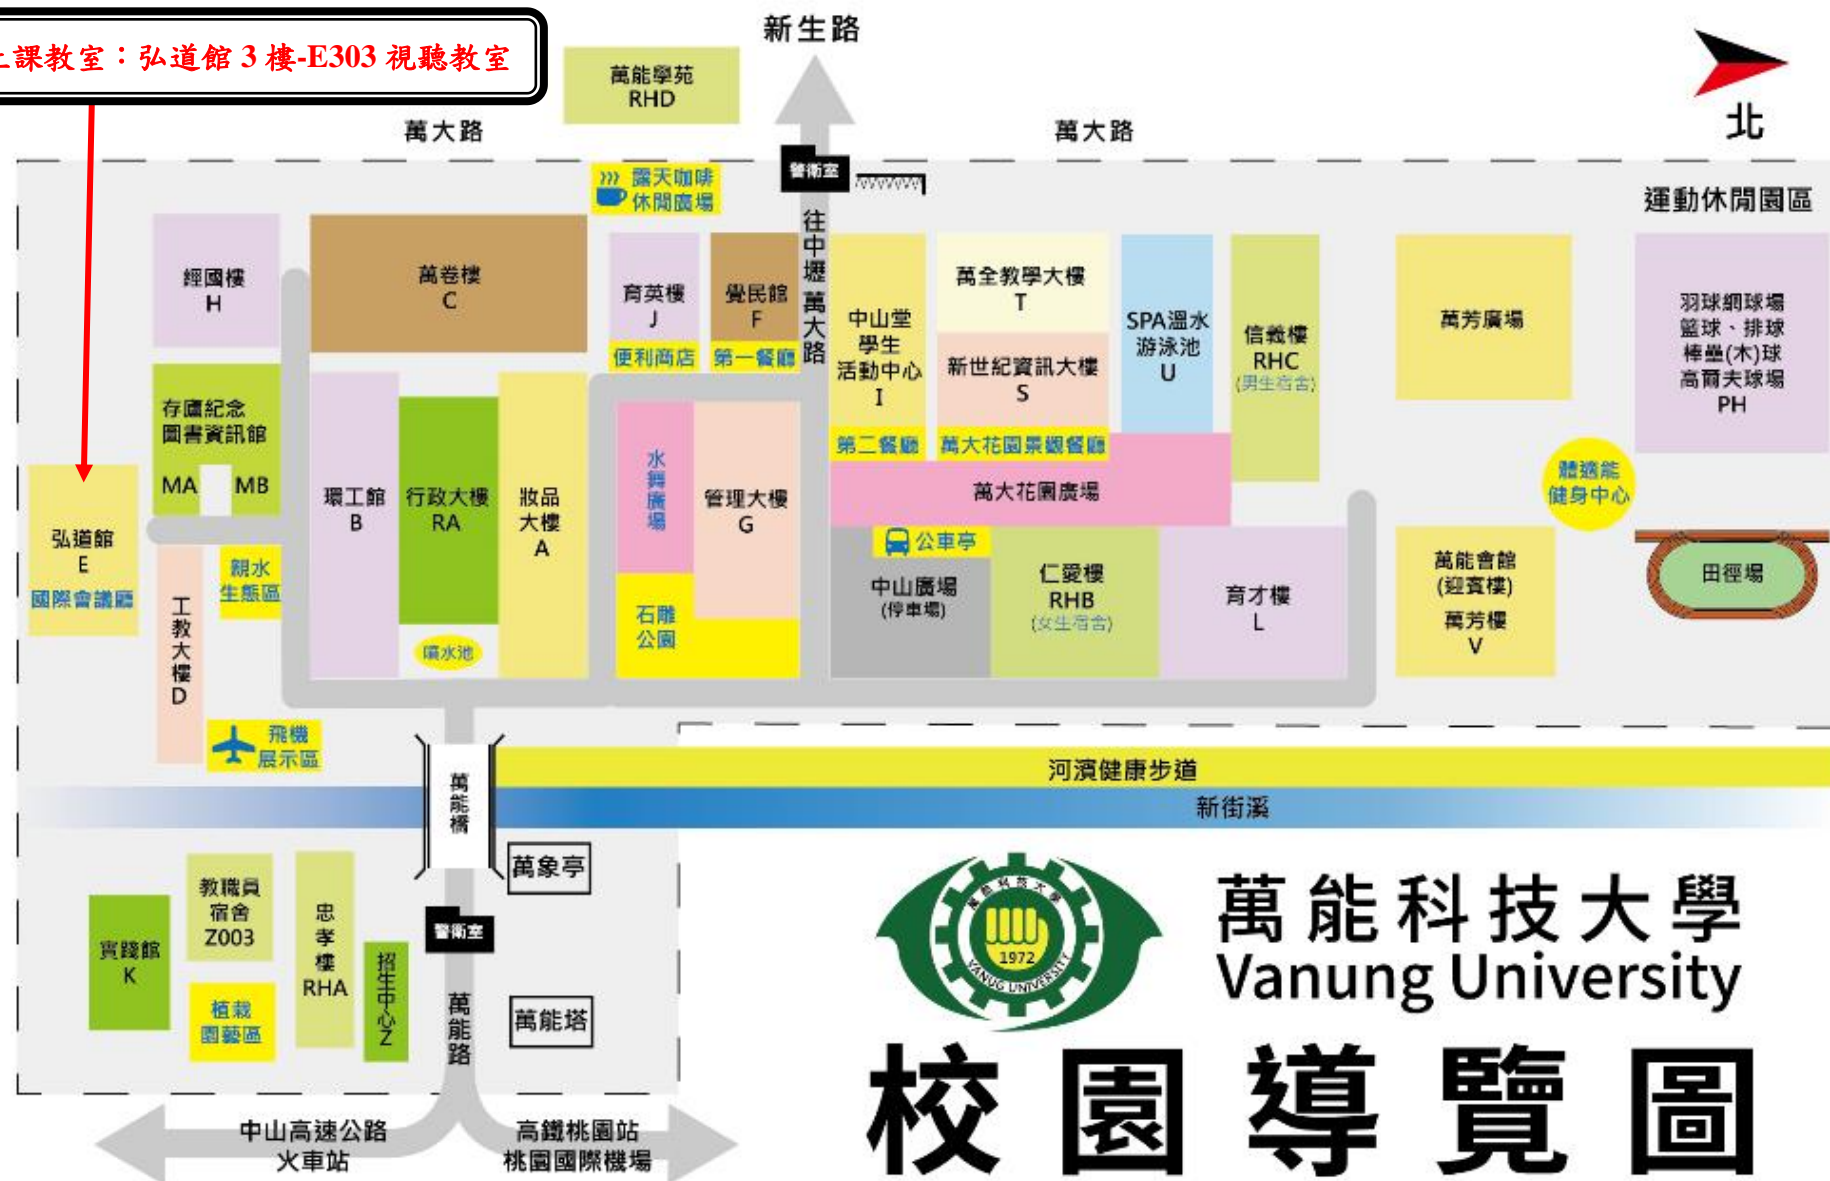 上課教室：弘道館 3 樓-E303 視聽教室
新生路
萬能學苑
RHD
萬大路
萬大路
北
警衛室
露天咖啡
休閒廣場
運動休閒園區
往中壢 萬大路
經國樓
H
萬卷樓
C
育英樓
J
便利商店
覺民館
F
第一餐廳
中山堂
學生
活動中心
I
第二餐廳
萬全教學大樓
T
新世紀資訊大樓
S
萬大花園景觀餐廳
SPA溫水
游泳池
U
信義樓
RHC
(男生宿舍)
萬芳廣場
羽球網球場
籃球、排球
棒壘(木)球
高爾夫球場
PH
存廬紀念
圖書資訊館
MA
MB
環工館
B
行政大樓
RA
噴水池
妝品
大樓
A
水舞廣場
管理大樓
G
石雕
公園
萬大花園廣場
體適能
健身中心
弘道館
E
國際會議廳
工教大樓D
親水
生態區
公車亭
中山廣場
(停車場)
仁愛樓
RHB
(女生宿舍)
育才樓
L
萬能會館
(迎賓樓)
萬芳樓
V
田徑場
飛機
展示區
萬能橋
河濱健康步道
新街溪
萬象亭
教職員
宿舍
Z003
忠孝樓
RHA
實踐館
K
植栽
園藝區
招生中心Z
警衛室
萬能路
萬能塔
萬能科技大學
1972
VANUNG UNIVERSITY
萬能科技大學
Vanung University
校園導覽圖
中山高速公路
火車站
高鐵桃園站
桃園國際機場